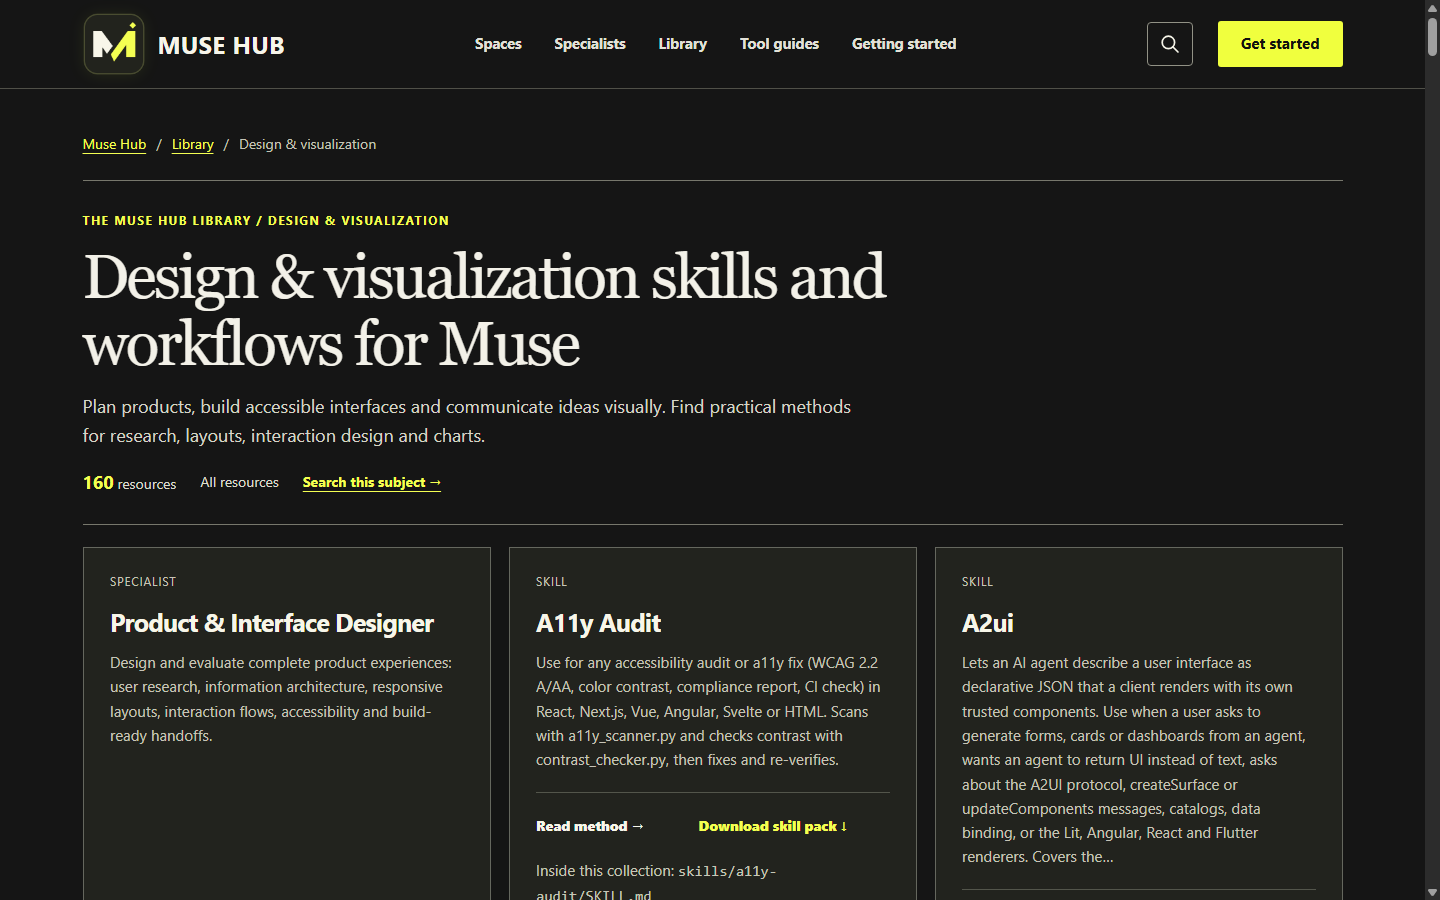 MUSE HUB
Spaces
Specialists
Library
Tool guides
Getting started
Get started
Muse Hub / Library / Design & visualization
THE MUSE HUB LIBRARY / DESIGN & VISUALIZATION
Design & visualization skills and
workflows for Muse
Plan products, build accessible interfaces and communicate ideas visually. Find practical methods
for research, layouts, interaction design and charts.
160 resources
All resources
Search this subject →
SPECIALIST
Product & Interface Designer
Design and evaluate complete product experiences:
user research, information architecture, responsive
layouts, interaction flows, accessibility and build-
ready handoffs.
SKILL
A11y Audit
Use for any accessibility audit or a11y fix (WCAG 2.2
A/AA, color contrast, compliance report, CI check) in
React, Next.js, Vue, Angular, Svelte or HTML. Scans
with a11y_scanner.py and checks contrast with
contrast_checker.py, then fixes and re-verifies.
Read method →
Download skill pack ↓
Inside this collection: skills/a11y-
audit/SKILL.md
SKILL
A2ui
Lets an AI agent describe a user interface as
declarative JSON that a client renders with its own
trusted components. Use when a user asks to
generate forms, cards or dashboards from an agent,
wants an agent to return UI instead of text, asks
about the A2UI protocol, createSurface or
updateComponents messages, catalogs, data
binding, or the Lit, Angular, React and Flutter
renderers. Covers the...